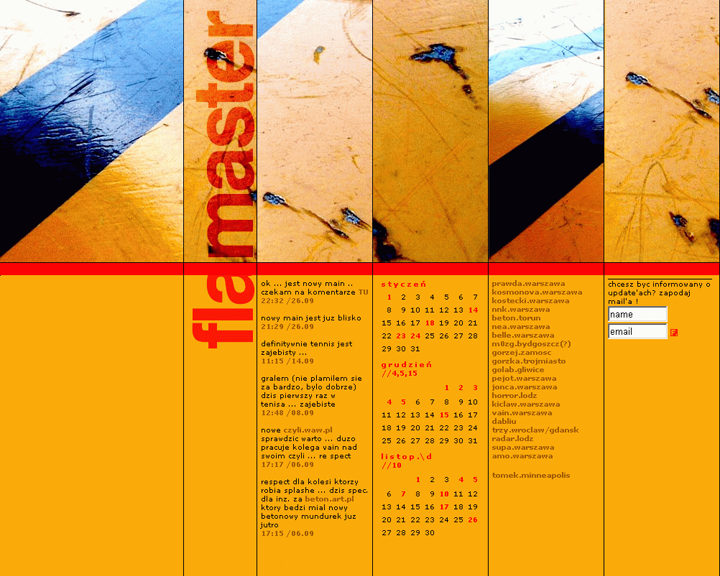 flamaster
ok ... jest nowy main ..
czekam na komentarze TU
22:32 /26.09
nowy main jest juz blisko
21:29 /26.09
definitywnie tennis jest
zajebisty ...
11:15 /14.09
gralem (nie plamilem sie
za bardzo, bylo dobrze)
dzis pierwszy raz w
tenisa ... zajebiste
12:48 /08.09
nowe czyli.waw.pl
sprawdzic warto ... duzo
pracuje kolega vain nad
swoim czyli ... re spect
17:17 /06.09
respect dla kolesi ktorzy
robia splashe ... dzis spec.
dla inz. za beton.art.pl
ktory bedzi mial nowy
betonowy mundurek juz
jutro
17:15 /06.09
styczeń
1 2 3 4 5 6 7
8 9 10 11 12 13 14
15 16 17 18 19 20 21
22 23 24 25 26 27 28
29 30 31
grudzień
//4,5,15
1 2 3
4 5 6 7 8 9 10
11 12 13 14 15 16 17
18 19 20 21 22 23 24
25 26 27 28 29 30 31
listop.\d
//10
1 2 3 4 5
6 7 8 9 10 11 12
13 14 15 16 17 18 19
20 21 22 23 24 25 26
27 28 29 30
prawda.warszawa
kosmonova.warszawa
kostecki.warszawa
nnk.warszawa
beton.torun
nea.warszawa
belle.warszawa
m8zg.bydgoszcz(?)
gorzej.zamosc
gorzka.trojmiasto
golab.gliwice
pejot.warszawa
jonca.warszawa
horror.lodz
kiclaw.warszawa
vain.warszawa
dabliu
trzy.wroclaw/gdansk
radar.lodz
supa.warszawa
amo.warszawa
tomek.minneapolis
chcesz byc informowany o
update'ach? zapodaj
mail'a !
name
email